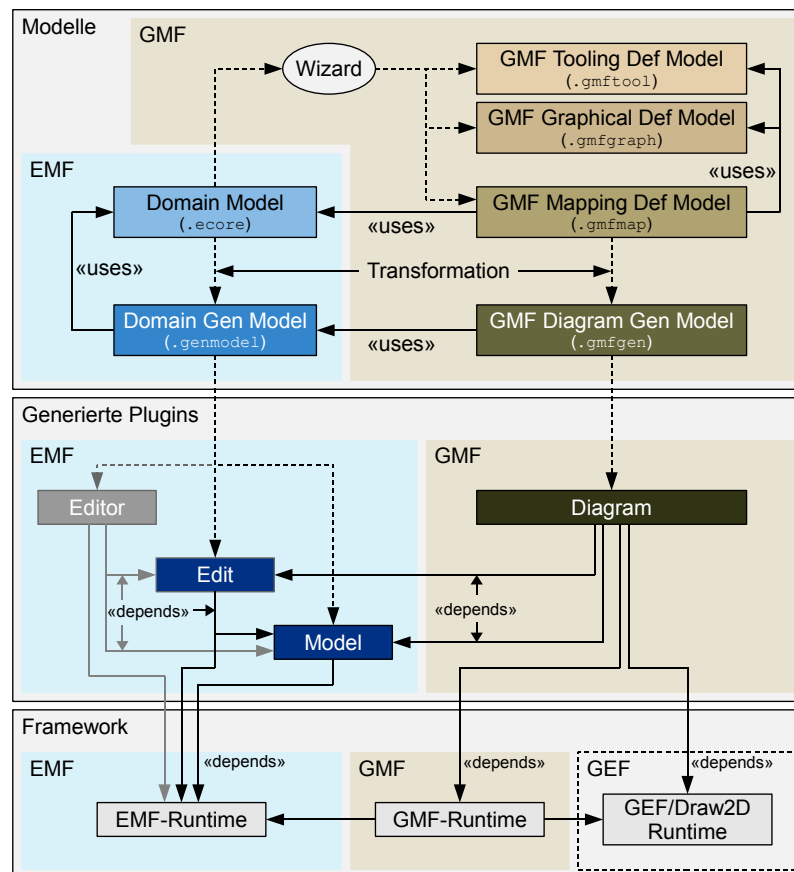 Modelle
GMF
Wizard
GMF Tooling Def Model
(.gmftool)
GMF Graphical Def Model
(.gmfgraph)
«uses»
EMF
Domain Model
(.ecore)
«uses»
GMF Mapping Def Model
(.gmfmap)
«uses»
Transformation
Domain Gen Model
(.genmodel)
«uses»
GMF Diagram Gen Model
(.gmfgen)
Generierte Plugins
EMF
GMF
Editor
Diagram
Edit
«depends»
«depends»
Model
Framework
EMF
«depends»
GMF
«depends»
GEF
«depends»
EMF-Runtime
GMF-Runtime
GEF/Draw2D
Runtime